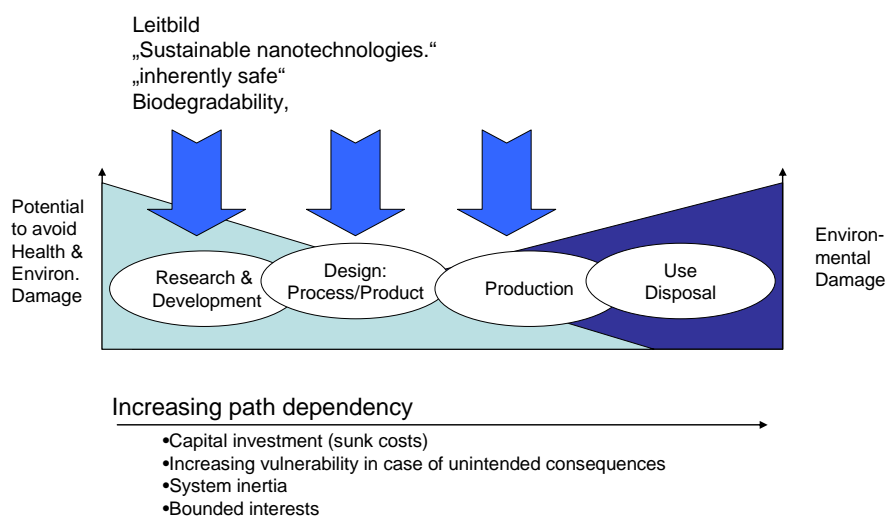 Leitbild
„Sustainable nanotechnologies.“
„inherently safe“
Biodegradability,
Potential
to avoid
Health &
Environ.
Damage
Research &
Development
Design:
Process/Product
Production
Use
Disposal
Environ-
mental
Damage
Increasing path dependency
•Capital investment (sunk costs)
•Increasing vulnerability in case of unintended consequences
•System inertia
•Bounded interests